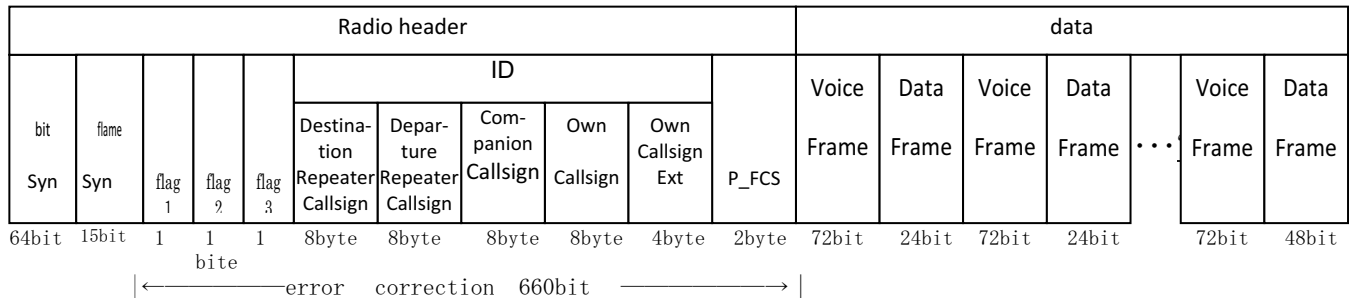 Radio header data
ID
bit
Syn
flame
Syn
flag
1
flag
2
flag
3
Destina-
tion
Repeater
Callsign
Depar-
ture
Repeater
Callsign
Com-
panion
Callsign
Own
Callsign
Own
Callsign
Ext
P_FCS
Voice
Frame
Data
Frame
Voice
Frame
Data
Frame
・・・
Voice
Frame
Data
Frame
64bit 15bit 1 1 1 8byte 8byte 8byte 8byte 4byte 2byte 72bit 24bit 72bit 24bit 72bit 48bit
bite
|←――――――error correction 660bit ―――――――→|